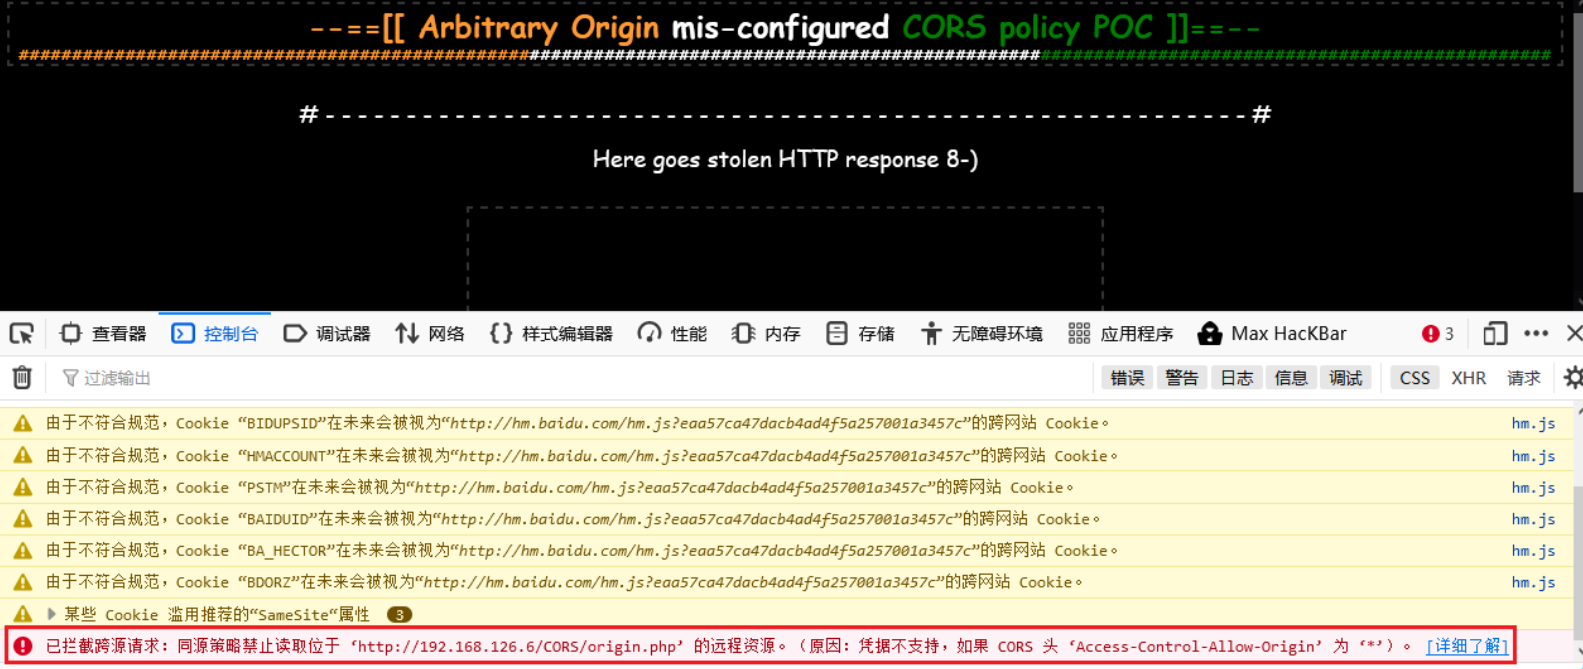 --==[[ Arbitrary Origin mis-configured CORS policy POC ]]==--
#---------------------------------------------------------#
Here goes stolen HTTP response 8-)
查看器 控制台 调试器 网络 样式编辑器 性能 内存 存储 无障碍环境 应用程序 Max HacKBar 3
过滤输出 错误 警告 日志 信息 调试 CSS XHR 请求
由于不符合规范，Cookie “BIDUPSID”在未来会被视为“http://hm.baidu.com/hm.js?eaa57ca47dacb4ad4f5a257001a3457c”的跨网站 Cookie。 hm.js
由于不符合规范，Cookie “HMACCOUNT”在未来会被视为“http://hm.baidu.com/hm.js?eaa57ca47dacb4ad4f5a257001a3457c”的跨网站 Cookie。 hm.js
由于不符合规范，Cookie “PSTM”在未来会被视为“http://hm.baidu.com/hm.js?eaa57ca47dacb4ad4f5a257001a3457c”的跨网站 Cookie。 hm.js
由于不符合规范，Cookie “BAIDUID”在未来会被视为“http://hm.baidu.com/hm.js?eaa57ca47dacb4ad4f5a257001a3457c”的跨网站 Cookie。 hm.js
由于不符合规范，Cookie “BA_HECTOR”在未来会被视为“http://hm.baidu.com/hm.js?eaa57ca47dacb4ad4f5a257001a3457c”的跨网站 Cookie。 hm.js
由于不符合规范，Cookie “BDORZ”在未来会被视为“http://hm.baidu.com/hm.js?eaa57ca47dacb4ad4f5a257001a3457c”的跨网站 Cookie。 hm.js
某些 Cookie 滥用推荐的“SameSite“属性 3
已拦截跨源请求：同源策略禁止读取位于 ‘http://192.168.126.6/CORS/origin.php’ 的远程资源。（原因：凭据不支持，如果 CORS 头 ‘Access-Control-Allow-Origin’ 为 ‘*’）。 [详细了解]